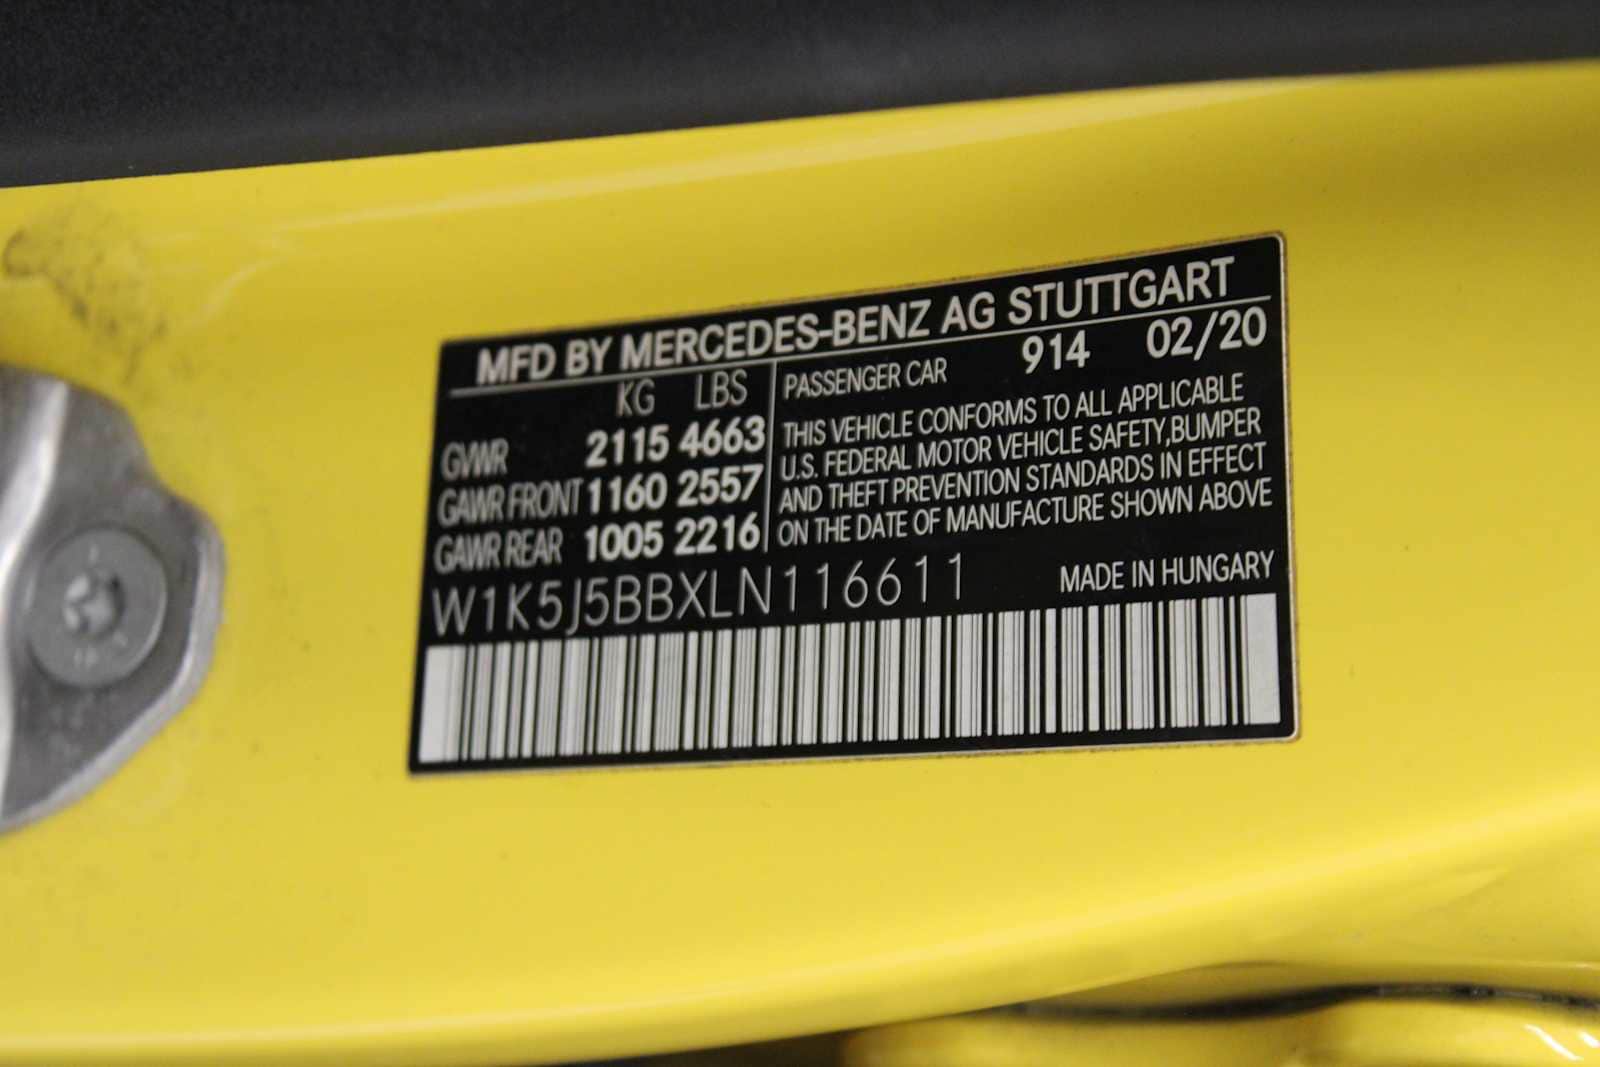 MFD BY MERCEDES-BENZ AG STUTTGART
KG LBS
GVWR 2115 4663
GAWR FRONT 1160 2557
GAWR REAR 1005 2216
PASSENGER CAR 914 02/20
THIS VEHICLE CONFORMS TO ALL APPLICABLE
U.S. FEDERAL MOTOR VEHICLE SAFETY,BUMPER
AND THEFT PREVENTION STANDARDS IN EFFECT
ON THE DATE OF MANUFACTURE SHOWN ABOVE
W1K5J5BBXLN116611 MADE IN HUNGARY